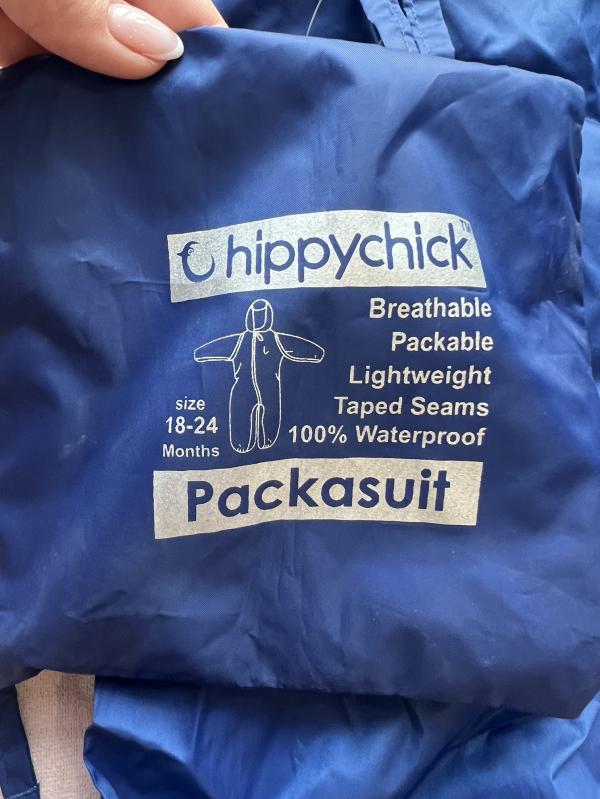 hippychick™
Breathable
Packable
Lightweight
Taped Seams
100% Waterproof
size
18-24
Months
Packasuit